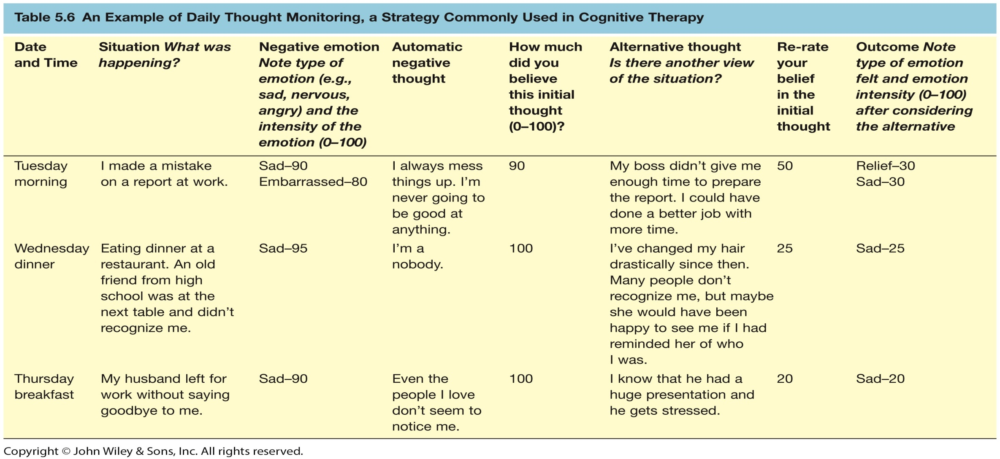 Table 5.6 An Example of Daily Thought Monitoring, a Strategy Commonly Used in Cognitive Therapy
Date
and Time
Situation What was
happening?
Negative emotion
Note type of
emotion (e.g.,
sad, nervous,
angry) and the
intensity of the
emotion (0–100)
Automatic
negative
thought
How much
did you
believe
this initial
thought
(0–100)?
Alternative thought
Is there another view
of the situation?
Re-rate
your
belief
in the
initial
thought
Outcome Note
type of emotion
felt and emotion
intensity (0–100)
after considering
the alternative
Tuesday
morning
I made a mistake
on a report at work.
Sad–90
Embarrassed–80
I always mess
things up. I’m
never going to
be good at
anything.
90
My boss didn’t give me
enough time to prepare
the report. I could have
done a better job with
more time.
50
Relief–30
Sad–30
Wednesday
dinner
Eating dinner at a
restaurant. An old
friend from high
school was at the
next table and didn’t
recognize me.
Sad–95
I’m a
nobody.
100
I’ve changed my hair
drastically since then.
Many people don’t
recognize me, but maybe
she would have been
happy to see me if I had
reminded her of who
I was.
25
Sad–25
Thursday
breakfast
My husband left for
work without saying
goodbye to me.
Sad–90
Even the
people I love
don’t seem to
notice me.
100
I know that he had a
huge presentation and
he gets stressed.
20
Sad–20
Copyright © John Wiley & Sons, Inc. All rights reserved.